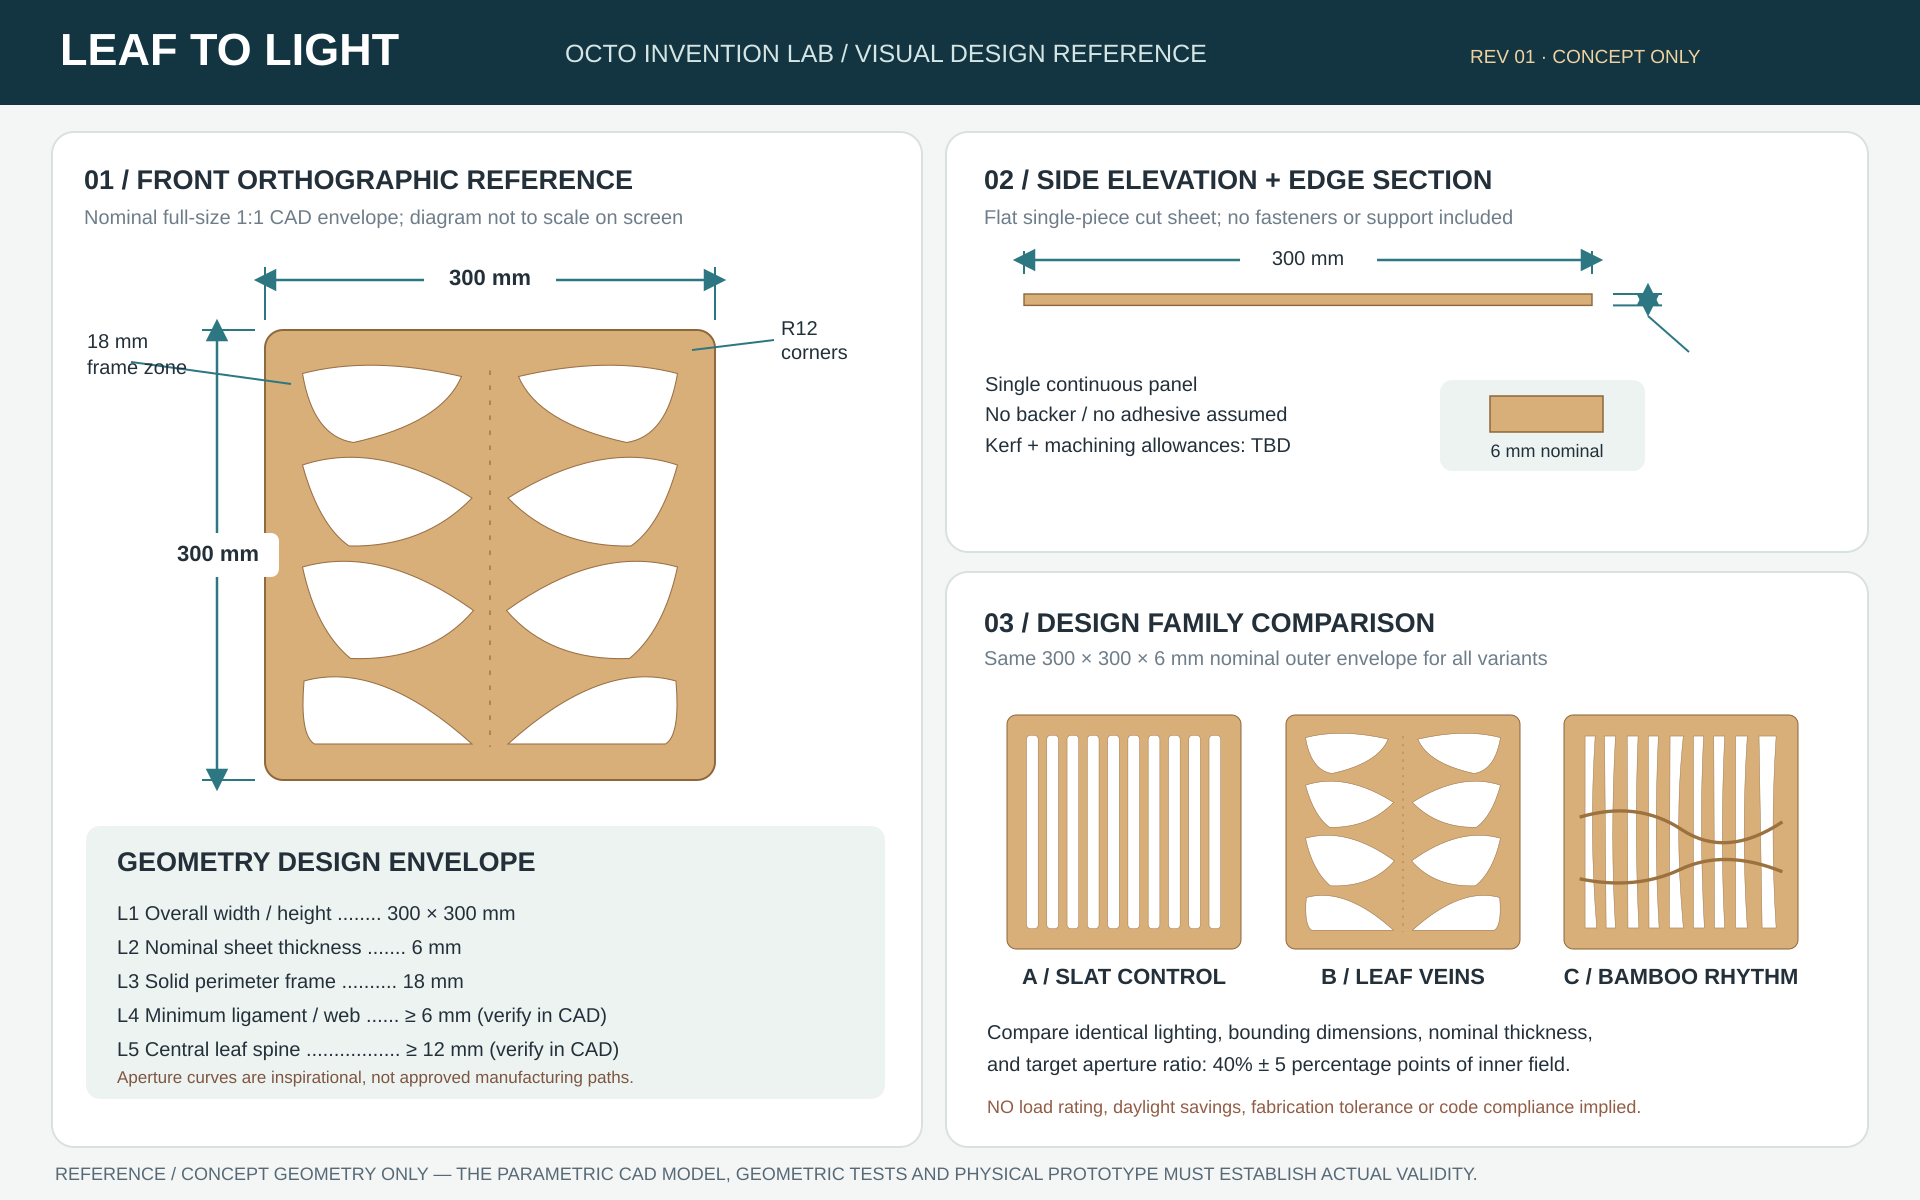 LEAF TO LIGHT
OCTO INVENTION LAB / VISUAL DESIGN REFERENCE
REV 01 · CONCEPT ONLY
01 / FRONT ORTHOGRAPHIC REFERENCE
Nominal full-size 1:1 CAD envelope; diagram not to scale on screen
300 mm
18 mm
frame zone
R12
corners
300 mm
GEOMETRY DESIGN ENVELOPE
L1 Overall width / height ........ 300 × 300 mm
L2 Nominal sheet thickness ....... 6 mm
L3 Solid perimeter frame .......... 18 mm
L4 Minimum ligament / web ...... ≥ 6 mm (verify in CAD)
L5 Central leaf spine ................. ≥ 12 mm (verify in CAD)
Aperture curves are inspirational, not approved manufacturing paths.
02 / SIDE ELEVATION + EDGE SECTION
Flat single-piece cut sheet; no fasteners or support included
300 mm
Single continuous panel
No backer / no adhesive assumed
Kerf + machining allowances: TBD
6 mm nominal
03 / DESIGN FAMILY COMPARISON
Same 300 × 300 × 6 mm nominal outer envelope for all variants
A / SLAT CONTROL
B / LEAF VEINS
C / BAMBOO RHYTHM
Compare identical lighting, bounding dimensions, nominal thickness,
and target aperture ratio: 40% ± 5 percentage points of inner field.
NO load rating, daylight savings, fabrication tolerance or code compliance implied.
REFERENCE / CONCEPT GEOMETRY ONLY — THE PARAMETRIC CAD MODEL, GEOMETRIC TESTS AND PHYSICAL PROTOTYPE MUST ESTABLISH ACTUAL VALIDITY.